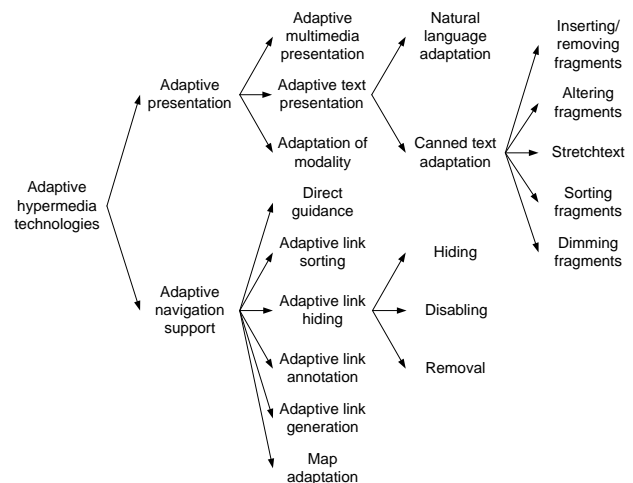 Adaptive
hypermedia
technologies
Adaptive
presentation
Adaptive
navigation
support
Adaptive
multimedia
presentation
Adaptive text
presentation
Adaptation of
modality
Direct
guidance
Adaptive link
sorting
Adaptive link
hiding
Adaptive link
annotation
Adaptive link
generation
Map
adaptation
Natural
language
adaptation
Canned text
adaptation
Hiding
Disabling
Removal
Inserting/
removing
fragments
Altering
fragments
Stretchtext
Sorting
fragments
Dimming
fragments